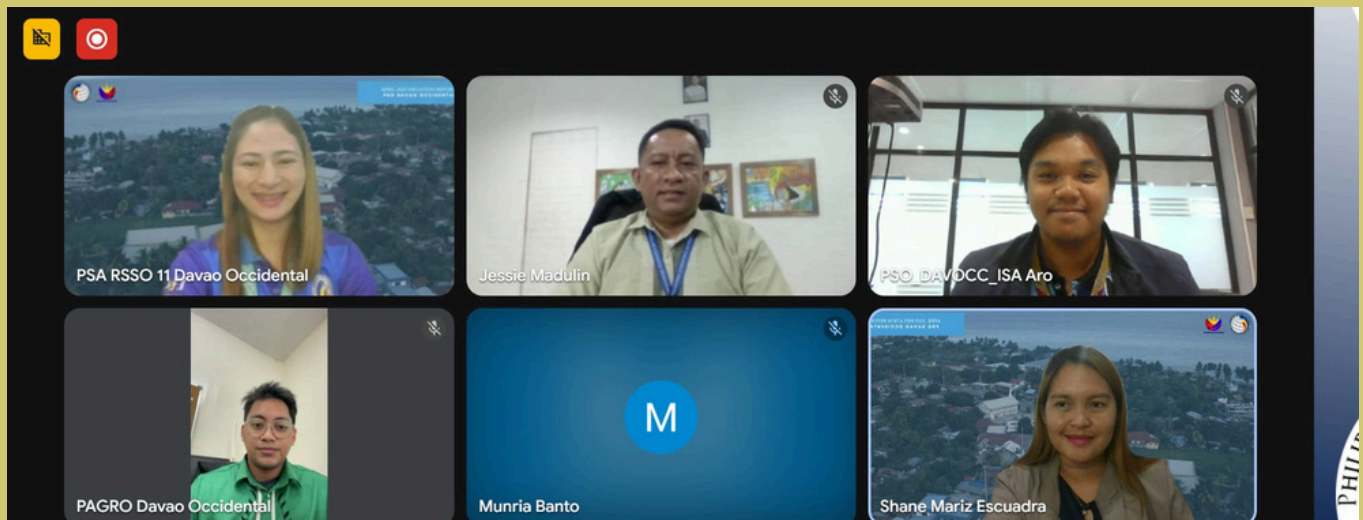 PSA RSSO 11 Davao Occidental
Jessie Madulin
PSO_DAVOCC_ISA Aro
PAGRO Davao Occidental
M
Munria Banto
Shane Mariz Escuadra